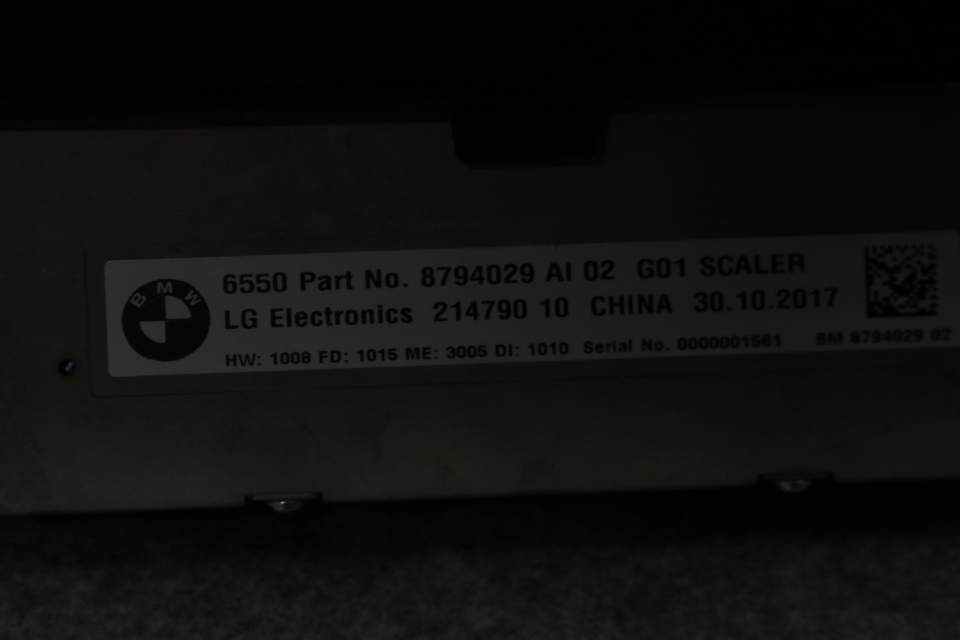 BMW
6550 Part No. 8794029 AI 02 G01 SCALER
LG Electronics 214790 10 CHINA 30.10.2017
HW: 1008 FD: 1015 ME: 3005 DI: 1010 Serial No. 0000001561 BM 8794029 02